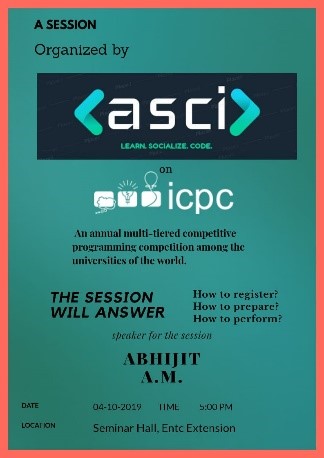 A SESSION
Organized by
<asci>
LEARN. SOCIALIZE. CODE.
on
icpc
An annual multi-tiered competitive
programming competition among the
universities of the world.
THE SESSION
WILL ANSWER
How to register?
How to prepare?
How to perform?
speaker for the session
ABHIJIT
A.M.
DATE 04-10-2019 TIME 5:00 PM
LOCATION Seminar Hall, Entc Extension